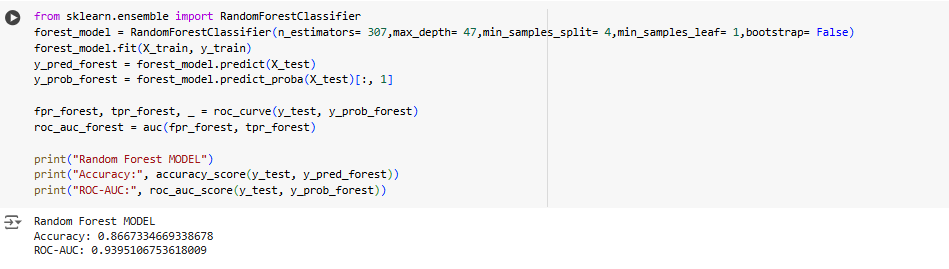 from sklearn.ensemble import RandomForestClassifier
forest_model = RandomForestClassifier(n_estimators= 307,max_depth= 47,min_samples_split= 4,min_samples_leaf= 1,bootstrap= False)
forest_model.fit(X_train, y_train)
y_pred_forest = forest_model.predict(X_test)
y_prob_forest = forest_model.predict_proba(X_test)[:, 1]

fpr_forest, tpr_forest, _ = roc_curve(y_test, y_prob_forest)
roc_auc_forest = auc(fpr_forest, tpr_forest)

print("Random Forest MODEL")
print("Accuracy:", accuracy_score(y_test, y_pred_forest))
print("ROC-AUC:", roc_auc_score(y_test, y_prob_forest))

Random Forest MODEL
Accuracy: 0.8667334669338678
ROC-AUC: 0.9395106753618009